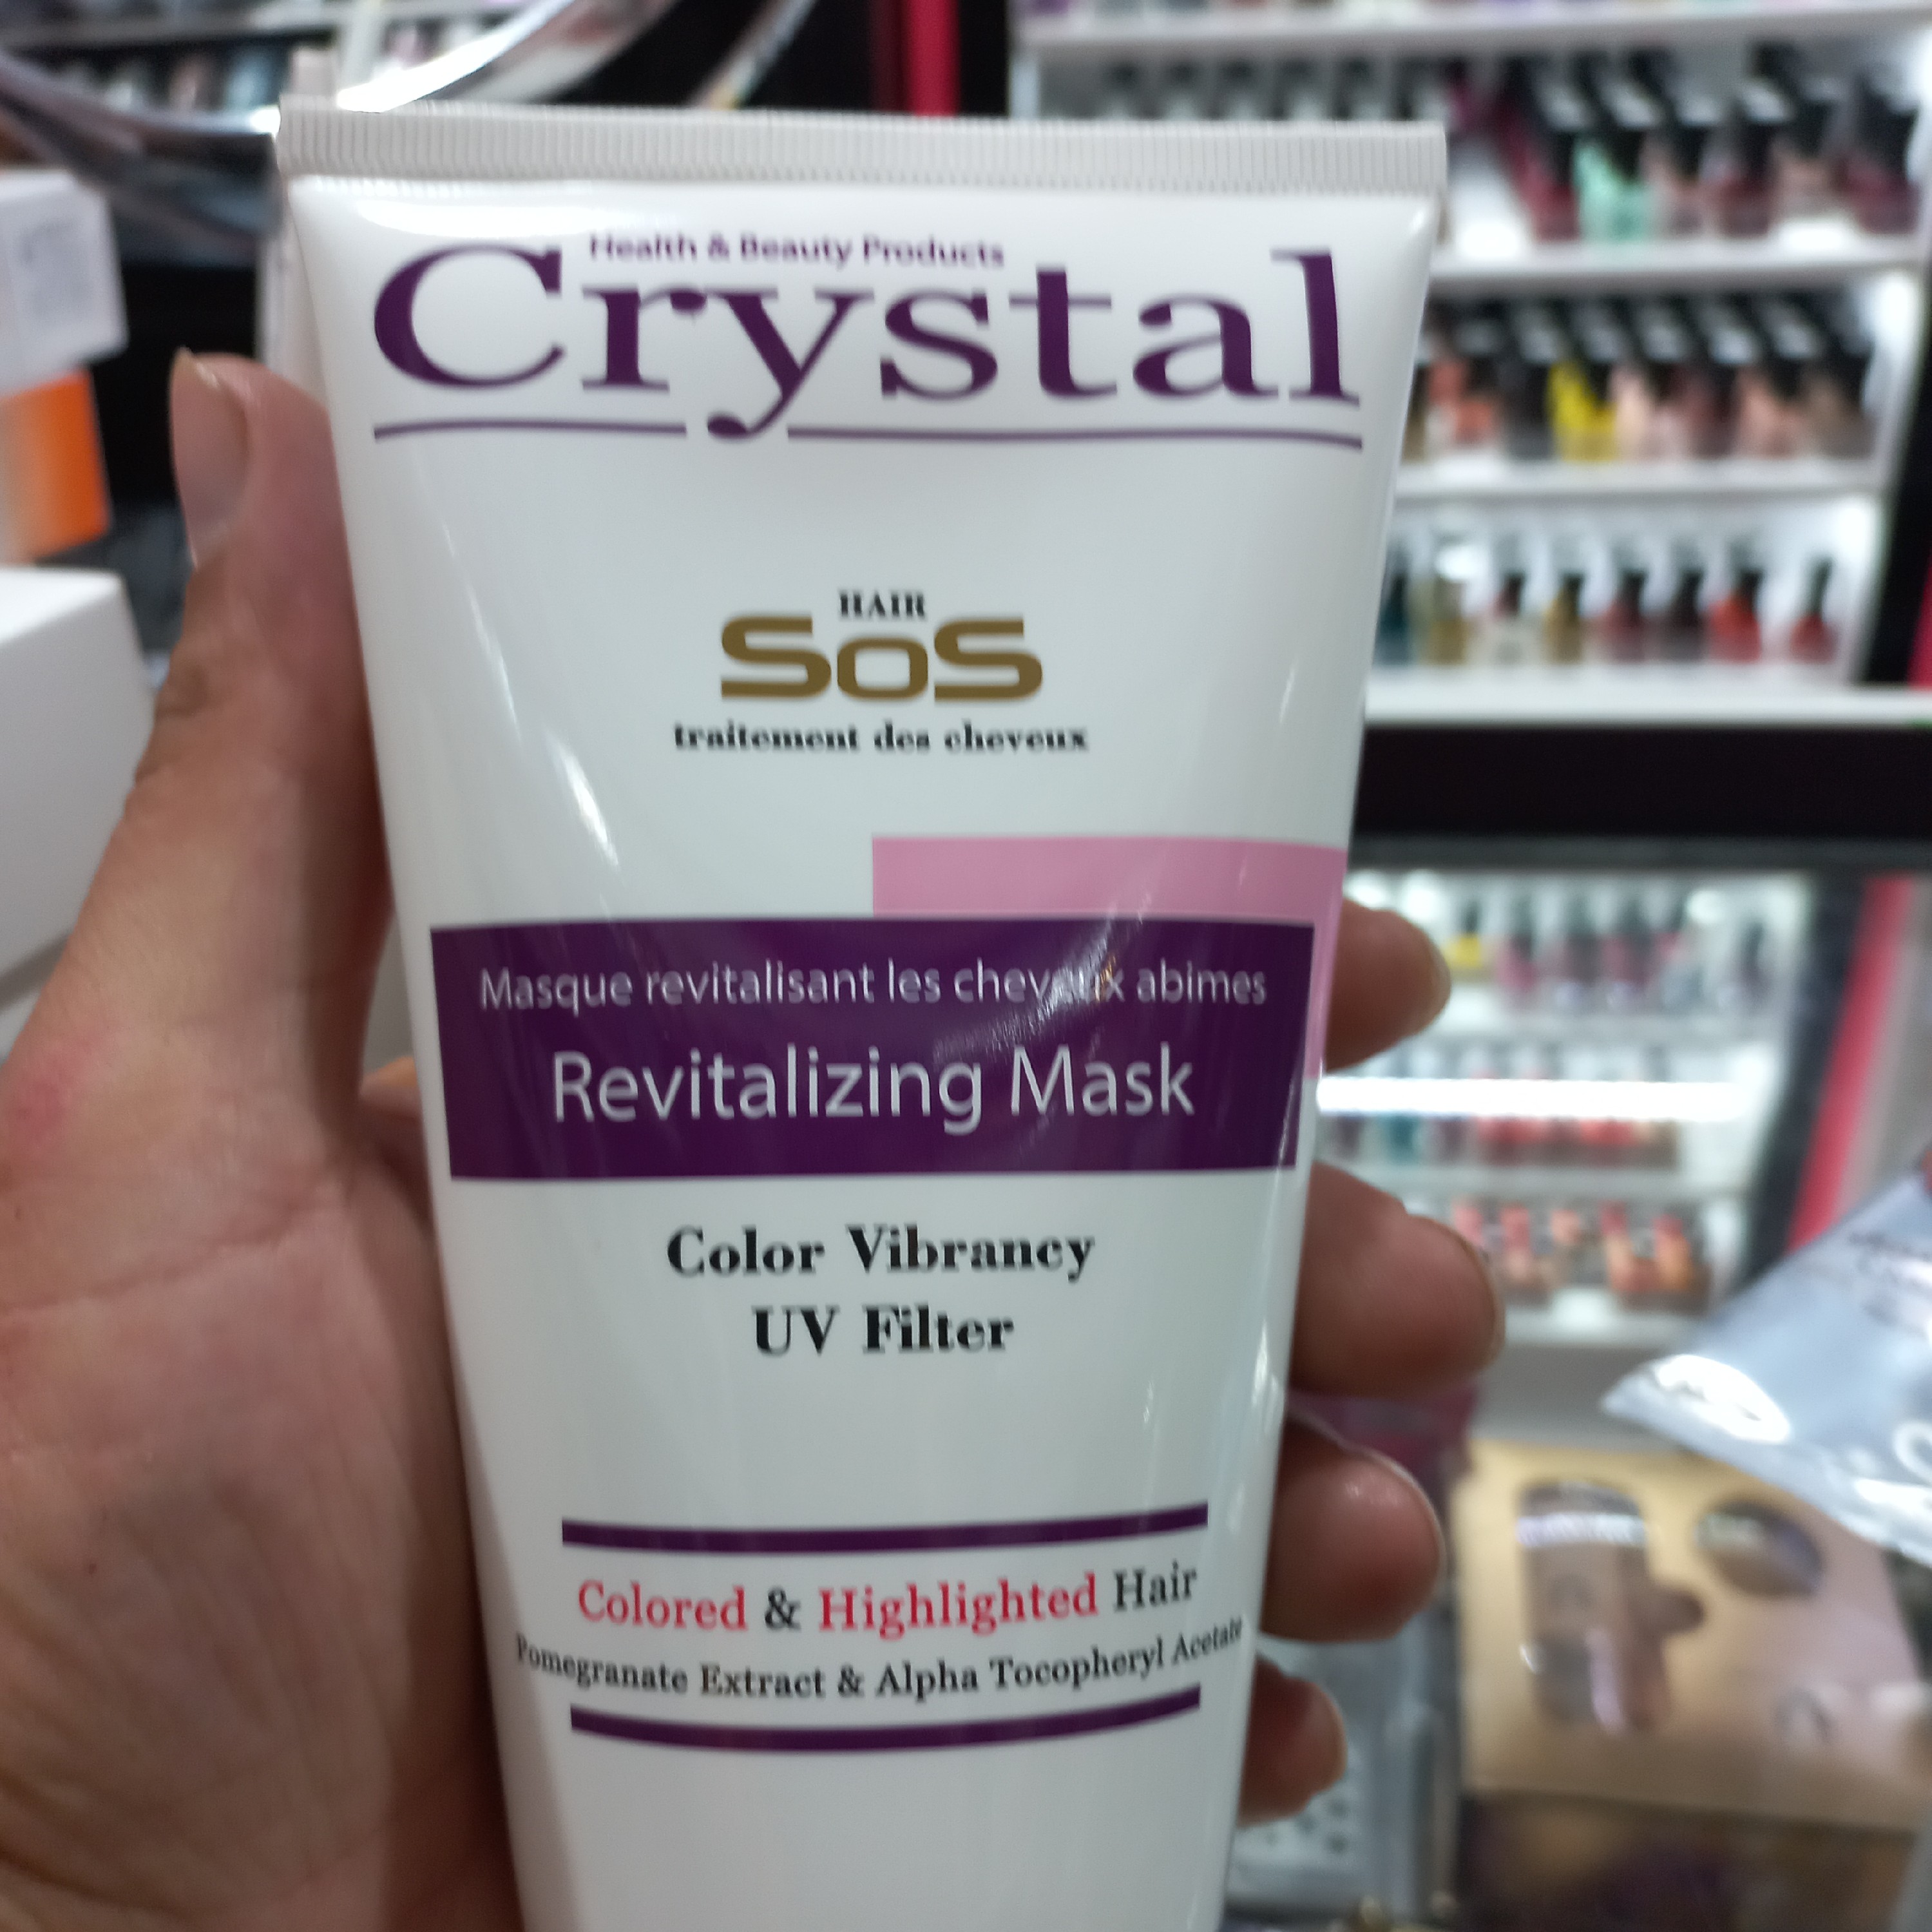 Health & Beauty Products
Crystal
HAIR
SOS
traitement des cheveux
Masque revitalisant les cheveux abimes
Revitalizing Mask
Color Vibrancy
UV Filter
Colored & Highlighted Hair
Pomegranate Extract & Alpha Tocopheryl Acetate